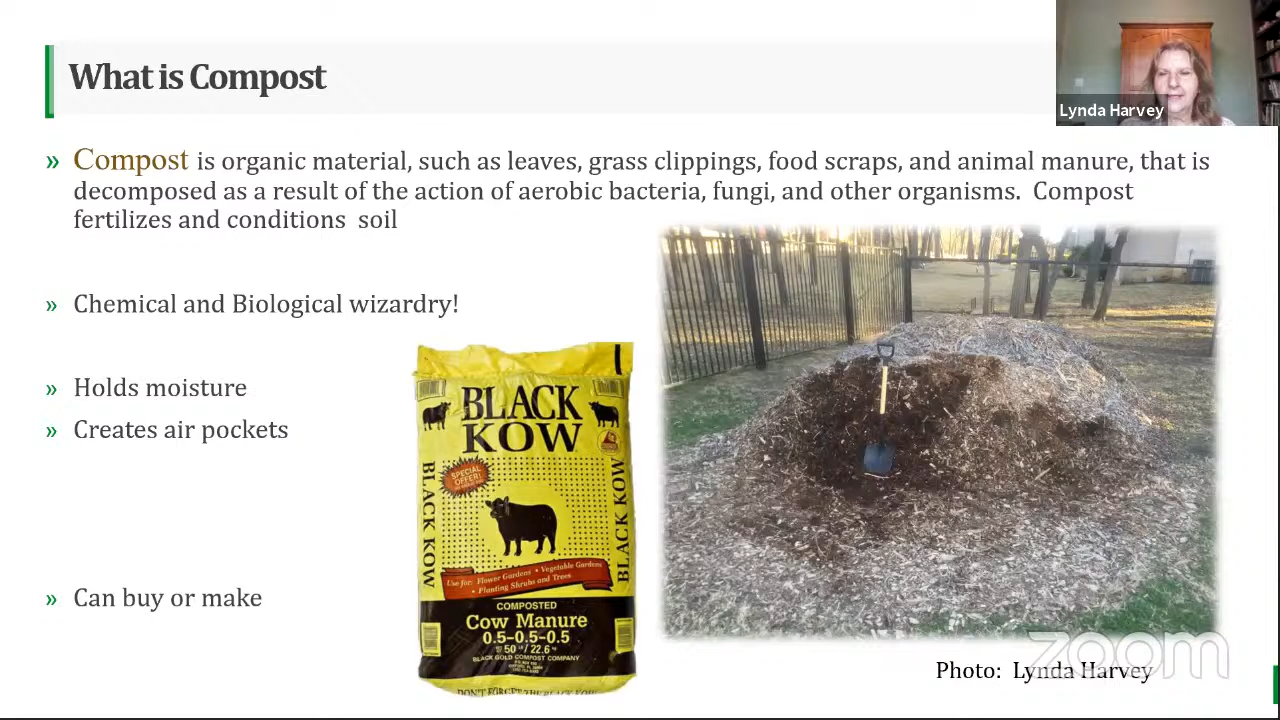 What is Compost
Lynda Harvey
» Compost is organic material, such as leaves, grass clippings, food scraps, and animal manure, that is
decomposed as a result of the action of aerobic bacteria, fungi, and other organisms. Compost
fertilizes and conditions soil
» Chemical and Biological wizardry!
» Holds moisture
» Creates air pockets
» Can buy or make
BLACK
KOW
SPECIAL
OFFER!
BLACK KOW
BLACK KOW
Use for: Flower Gardens • Vegetable Gardens
• Planting Shrubs and Trees
COMPOSTED
Cow Manure
0.5-0.5-0.5
50 / 22.6
BLACK GOLD COMPOST COMPANY
zoom
Photo: Lynda Harvey